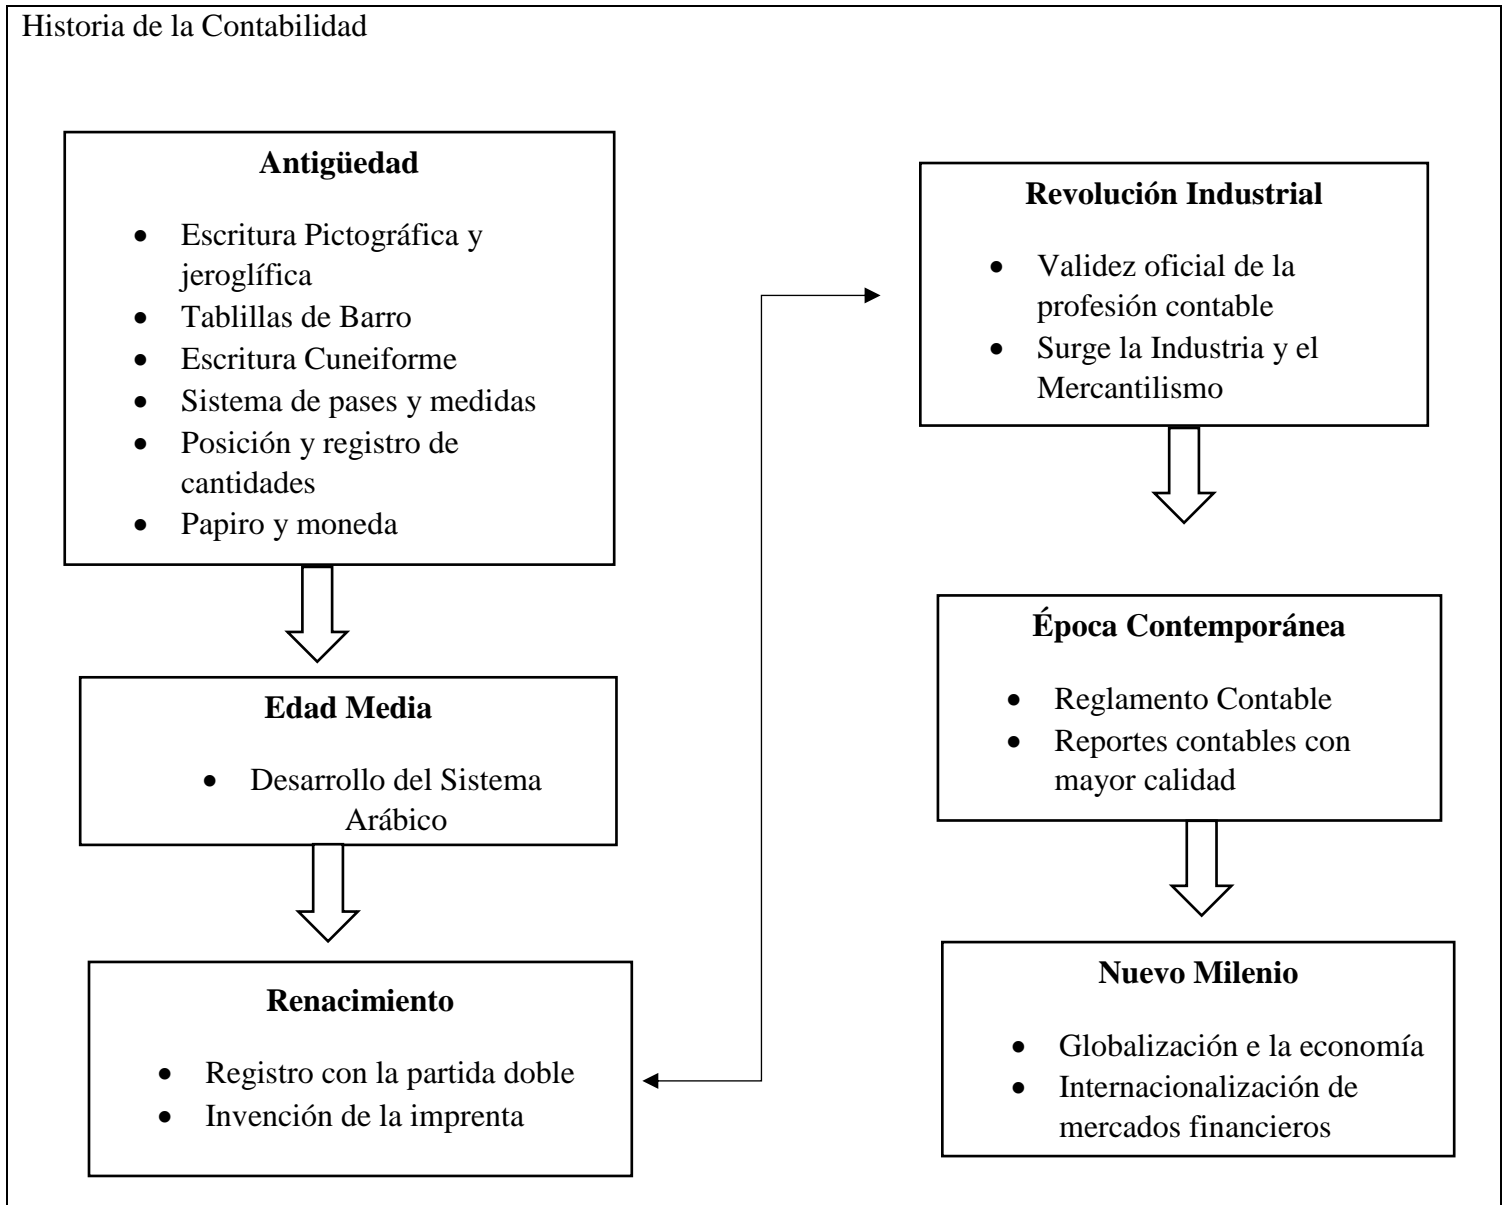 Historia de la Contabilidad
Antigüedad
• Escritura Pictográfica y
jeroglífica
• Tablillas de Barro
• Escritura Cuneiforme
• Sistema de pases y medidas
• Posición y registro de
cantidades
• Papiro y moneda
Edad Media
• Desarrollo del Sistema
Arábico
Renacimiento
• Registro con la partida doble
• Invención de la imprenta
Revolución Industrial
• Validez oficial de la
profesión contable
• Surge la Industria y el
Mercantilismo
Época Contemporánea
• Reglamento Contable
• Reportes contables con
mayor calidad
Nuevo Milenio
• Globalización e la economía
• Internacionalización de
mercados financieros